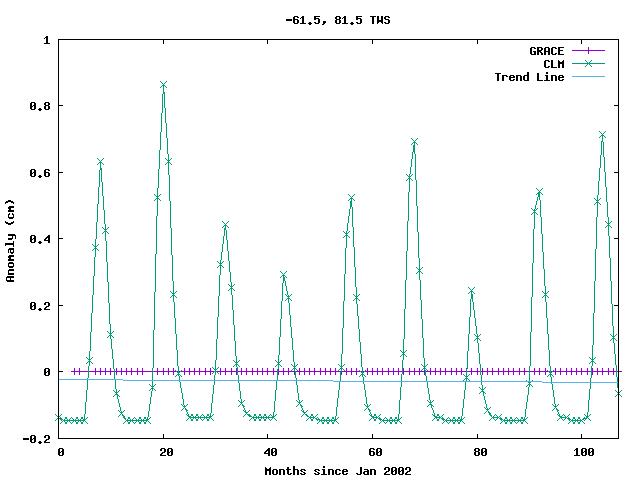 -61.5, 81.5 TWS
GRACE
CLM
Trend Line
1
0.8
0.6
0.4
0.2
0
-0.2
Anomaly (cm)
0 20 40 60 80 100
Months since Jan 2002